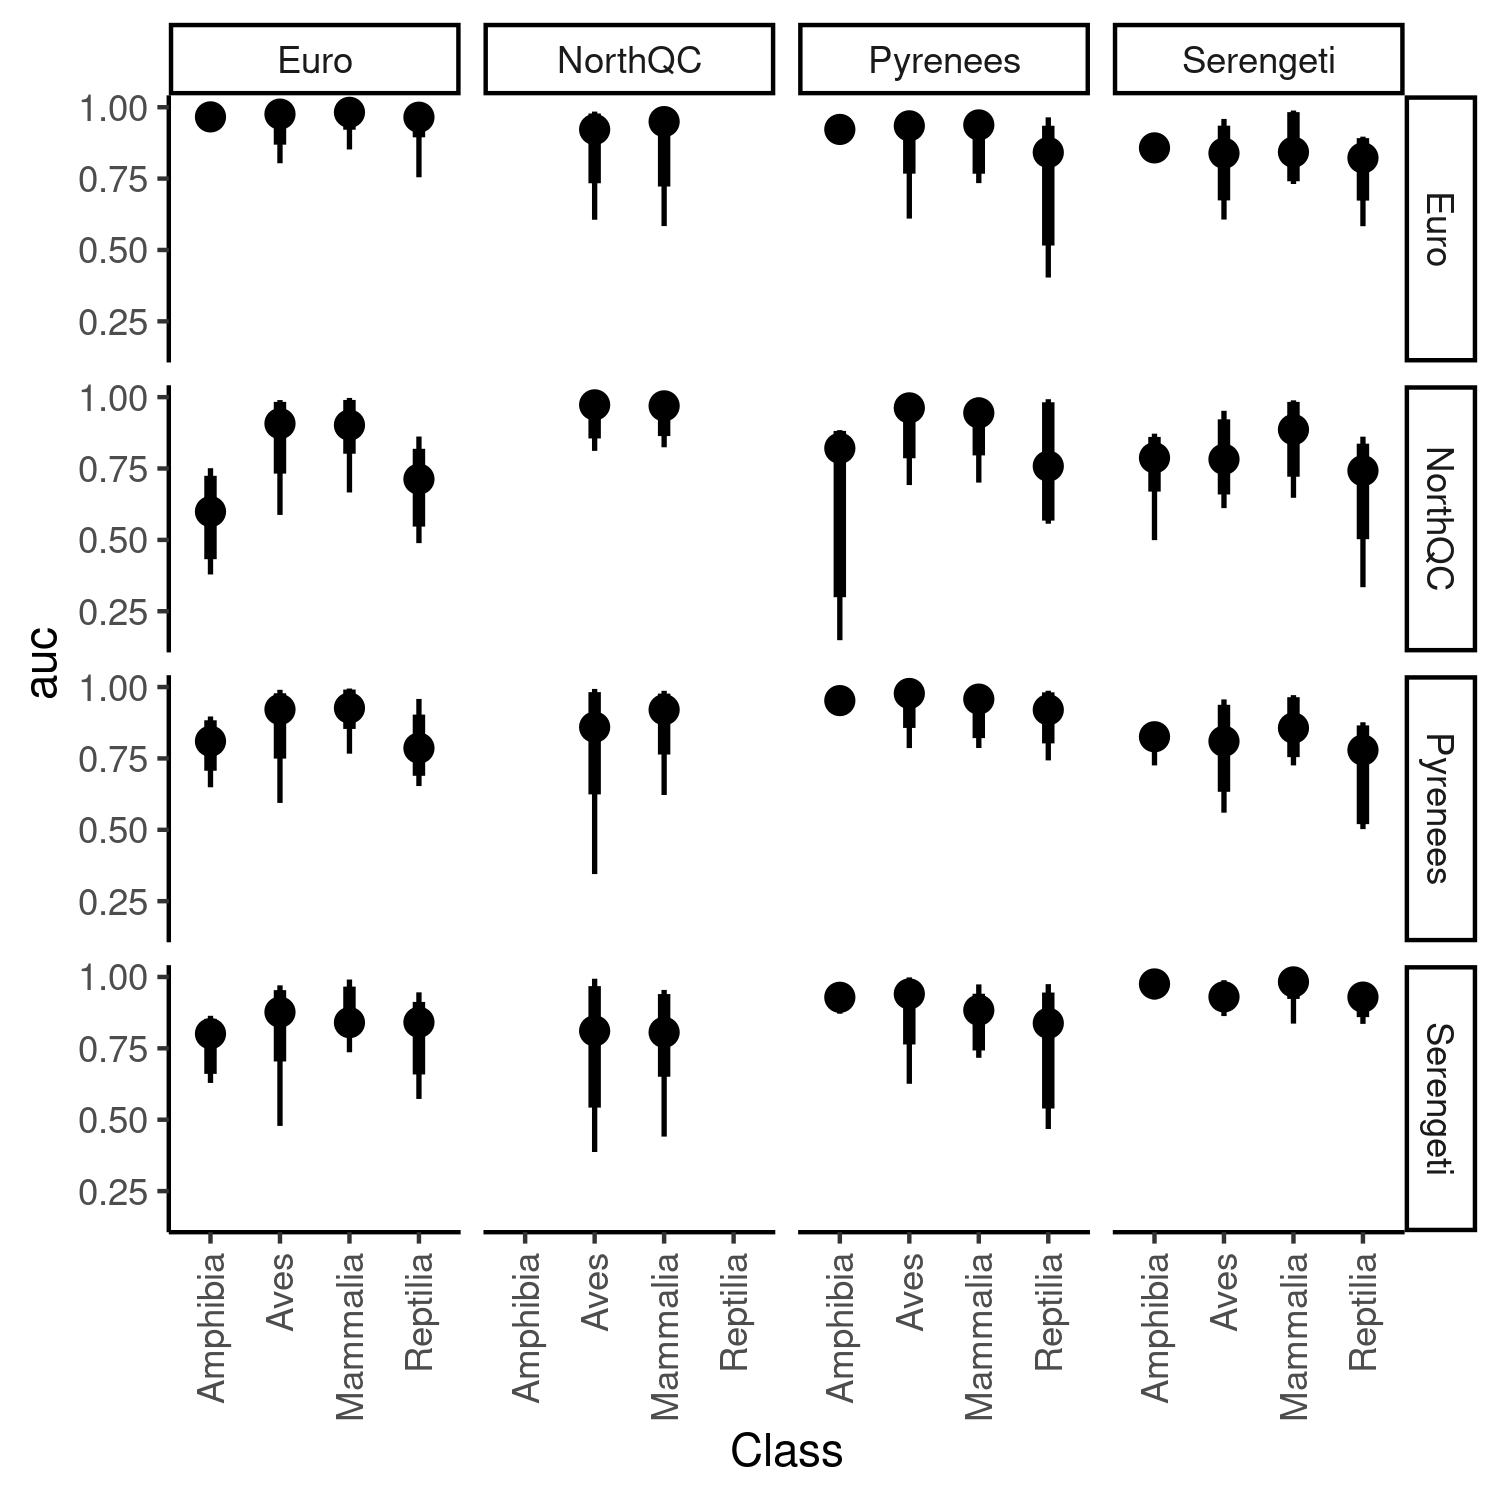 Euro NorthQC Pyrenees Serengeti
1.00
0.75
0.50
0.25
Euro
1.00
0.75
0.50
0.25
NorthQC
auc
1.00
0.75
0.50
0.25
Pyrenees
1.00
0.75
0.50
0.25
Serengeti
Amphibia Aves Mammalia Reptilia Amphibia Aves Mammalia Reptilia Amphibia Aves Mammalia Reptilia Amphibia Aves Mammalia Reptilia
Class